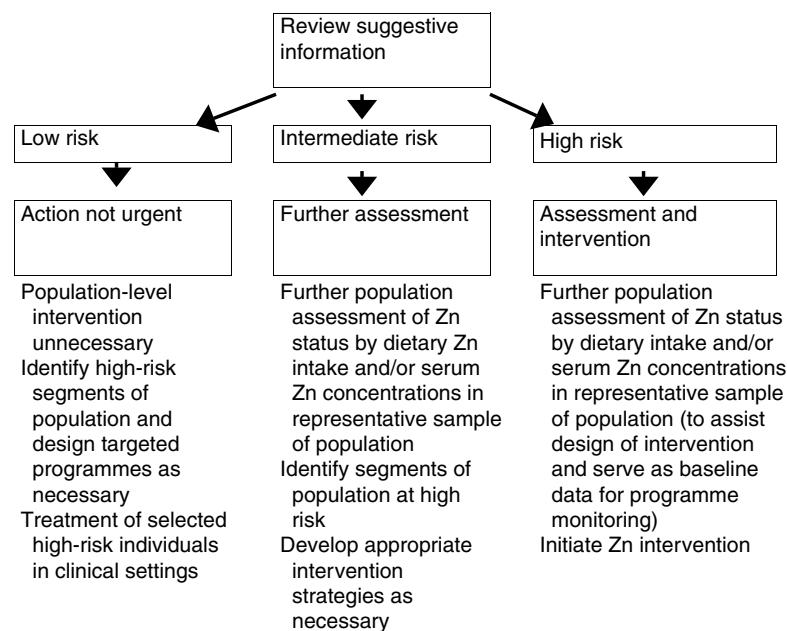 Review suggestive
information
Low risk
Intermediate risk
High risk
Action not urgent
Further assessment
Assessment and
intervention
Population-level
intervention
unnecessary
Identify high-risk
segments of
population and
design targeted
programmes as
necessary
Treatment of selected
high-risk individuals
in clinical settings
Further population
assessment of Zn
status by dietary Zn
intake and/or serum
Zn concentrations in
representative sample
of population
Identify segments of
population at high
risk
Develop appropriate
intervention
strategies as
necessary
Further population
assessment of Zn status
by dietary intake and/or
serum Zn concentrations
in representative sample
of population (to assist
design of intervention
and serve as baseline
data for programme
monitoring)
Initiate Zn intervention